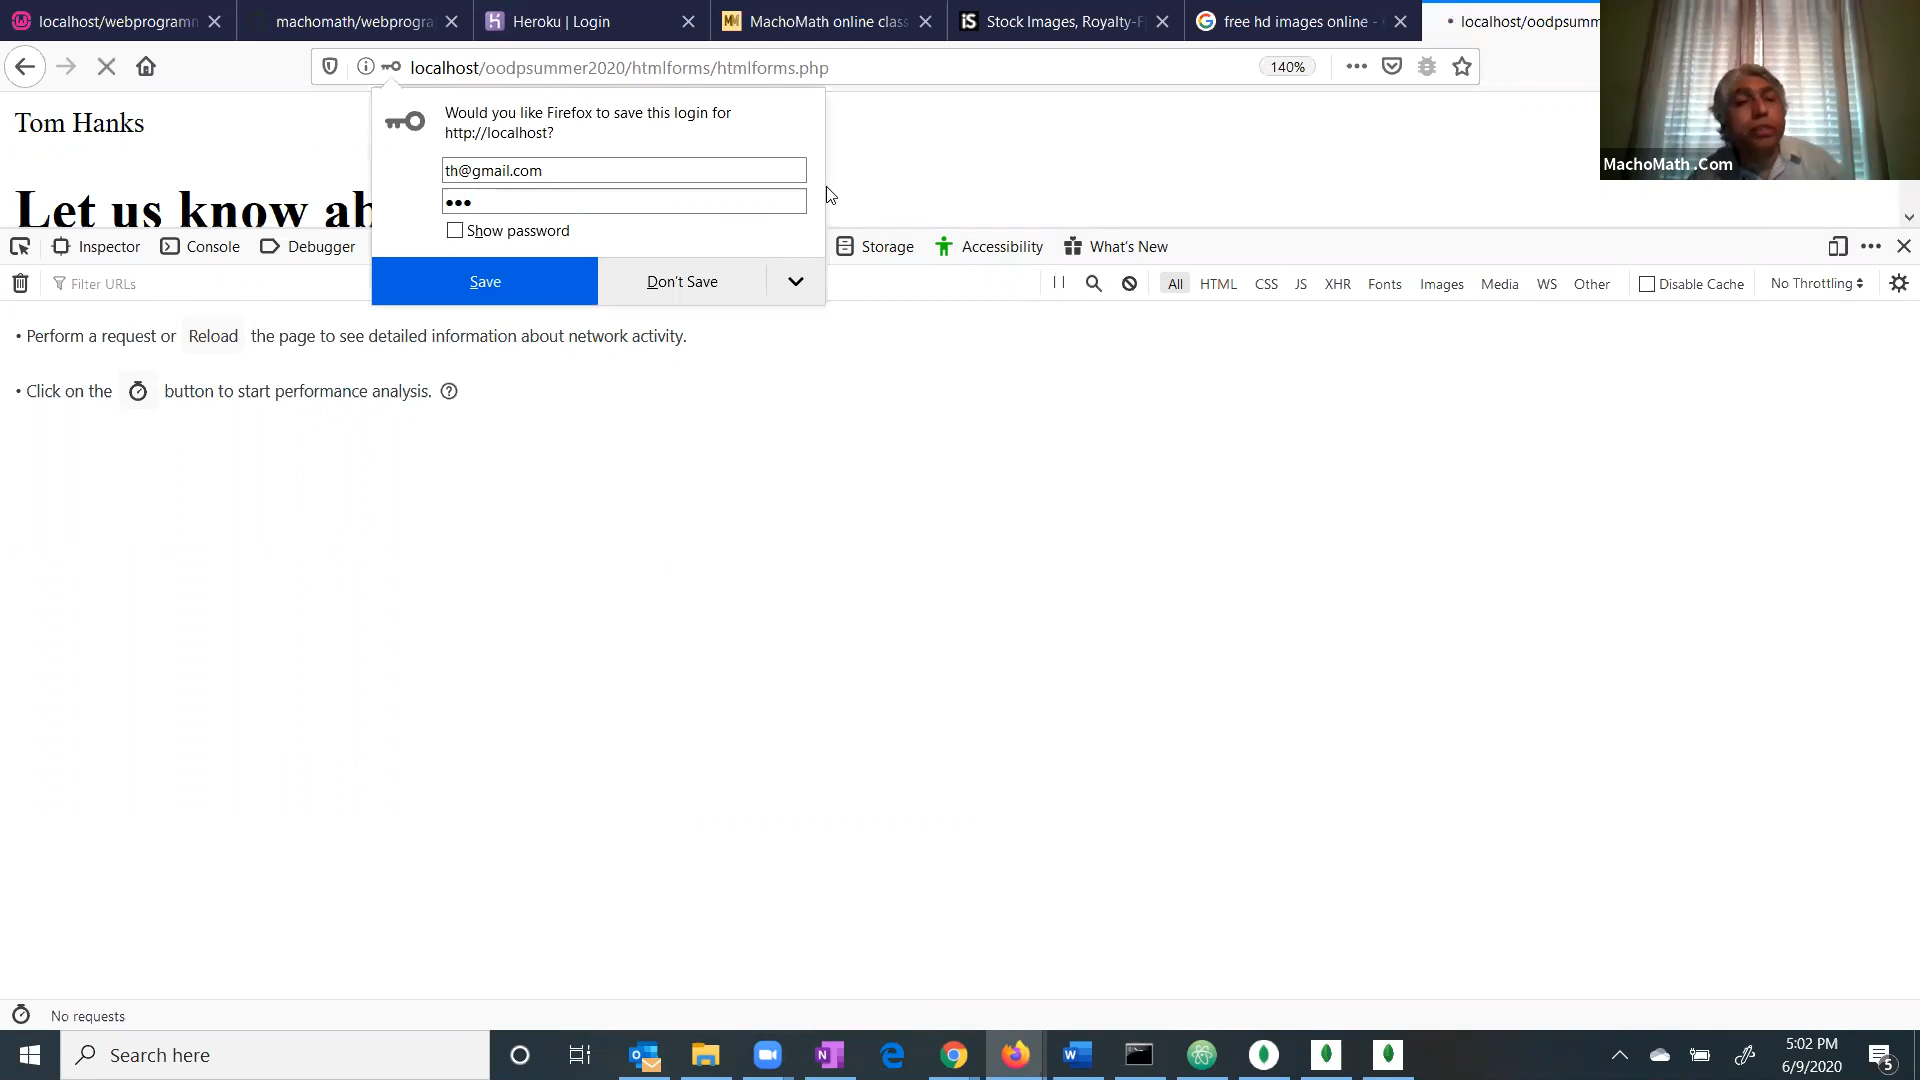 localhost/webprogramm
machomath/webprogra
Heroku | Login
MachoMath online class
Stock Images, Royalty-F
free hd images online -
localhost/oodpsumm
localhost/oodpsummer2020/htmlforms/htmlforms.php
140%
Tom Hanks
Would you like Firefox to save this login for
http://localhost?
th@gmail.com
Show password
Save
Don't Save
MachoMath .Com
Let us know ab
Inspector
Console
Debugger
Storage
Accessibility
What's New
Filter URLs
All
HTML
CSS
JS
XHR
Fonts
Images
Media
WS
Other
Disable Cache
No Throttling
• Perform a request or Reload the page to see detailed information about network activity.
• Click on the button to start performance analysis.
No requests
Search here
5:02 PM
6/9/2020
5